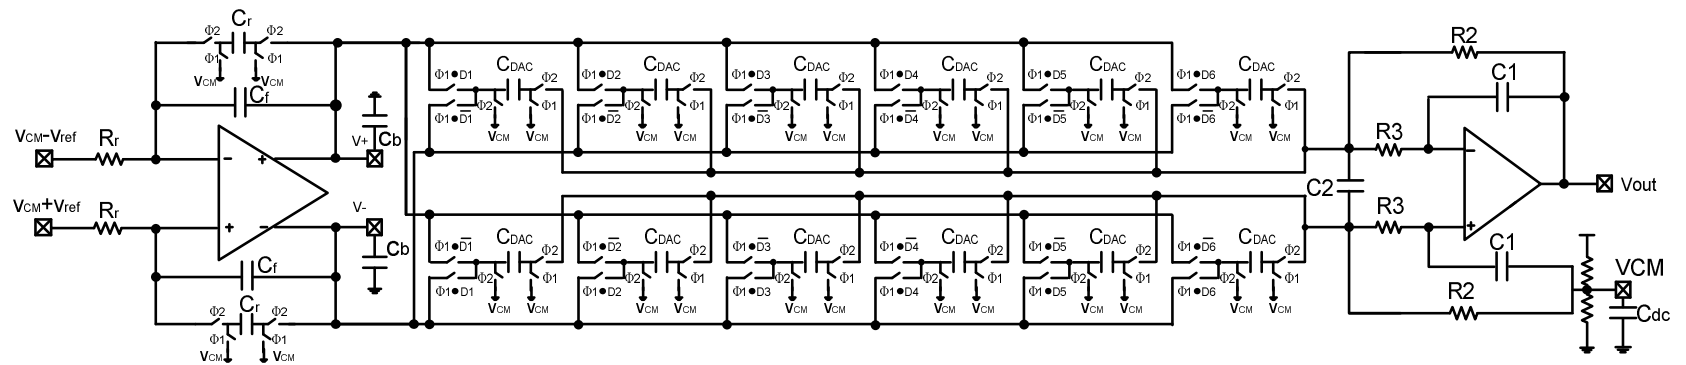 Φ2 Cr Φ2
Φ1 Φ1
VCM VCM
Cf
VCM-Vref Rr
- +
V+ Cb
VCM+Vref Rr
+ -
V- Cb
Cf
Φ2 Cr Φ2
Φ1 Φ1
VCM VCM
CDAC CDAC CDAC CDAC CDAC CDAC
Φ1●D1 Φ2 Φ1●D2 Φ2 Φ1●D3 Φ2 Φ1●D4 Φ2 Φ1●D5 Φ2 Φ1●D6 Φ2
Φ2 Φ1 Φ2 Φ1 Φ2 Φ1 Φ2 Φ1 Φ2 Φ1 Φ2 Φ1
Φ1●D̅1 Φ1●D̅2 Φ1●D̅3 Φ1●D̅4 Φ1●D̅5 Φ1●D̅6
VCM VCM VCM VCM VCM VCM VCM VCM VCM VCM VCM VCM
CDAC CDAC CDAC CDAC CDAC CDAC
Φ1●D̅1 Φ2 Φ1●D̅2 Φ2 Φ1●D̅3 Φ2 Φ1●D̅4 Φ2 Φ1●D̅5 Φ2 Φ1●D̅6 Φ2
Φ2 Φ1 Φ2 Φ1 Φ2 Φ1 Φ2 Φ1 Φ2 Φ1 Φ2 Φ1
Φ1●D1 Φ1●D2 Φ1●D3 Φ1●D4 Φ1●D5 Φ1●D6
VCM VCM VCM VCM VCM VCM VCM VCM VCM VCM VCM VCM
R2
C1
R3
-
C2
Vout
R3
+
C1
VCM
R2
Cdc